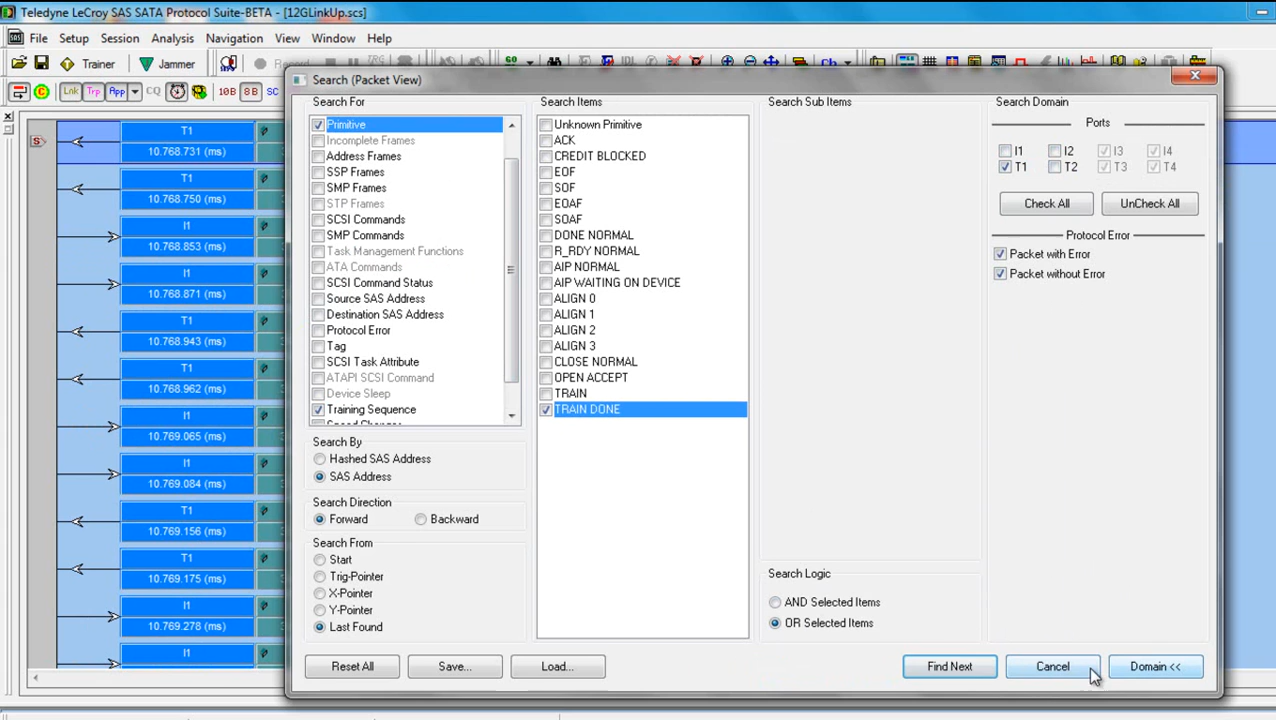 Teledyne LeCroy SAS SATA Protocol Suite-BETA - [12GLinkUp.scs]
File Setup Session Analysis Navigation View Window Help
Trainer Jammer
Lnk Trp App CQ 10B 8B SC
Search (Packet View)
Search For
Primitive
Incomplete Frames
Address Frames
SSP Frames
SMP Frames
STP Frames
SCSI Commands
SMP Commands
Task Management Functions
ATA Commands
SCSI Command Status
Source SAS Address
Destination SAS Address
Protocol Error
Tag
SCSI Task Attribute
ATAPI SCSI Command
Device Sleep
Training Sequence
Search By
Hashed SAS Address
SAS Address
Search Direction
Forward Backward
Search From
Start
Trig-Pointer
X-Pointer
Y-Pointer
Last Found
Search Items
Unknown Primitive
ACK
CREDIT BLOCKED
EOF
SOF
EOAF
SOAF
DONE NORMAL
R_RDY NORMAL
AIP NORMAL
AIP WAITING ON DEVICE
ALIGN 0
ALIGN 1
ALIGN 2
ALIGN 3
CLOSE NORMAL
OPEN ACCEPT
TRAIN
TRAIN DONE
Search Sub Items
Search Logic
AND Selected Items
OR Selected Items
Search Domain
Ports
I1 I2 I3 I4
T1 T2 T3 T4
Check All UnCheck All
Protocol Error
Packet with Error
Packet without Error
Reset All Save... Load... Find Next Cancel Domain <<
S
T1
10.768.731 (ms)
T1
10.768.750 (ms)
I1
10.768.853 (ms)
I1
10.768.871 (ms)
T1
10.768.943 (ms)
T1
10.768.962 (ms)
I1
10.769.065 (ms)
I1
10.769.084 (ms)
T1
10.769.156 (ms)
T1
10.769.175 (ms)
I1
10.769.278 (ms)
I1